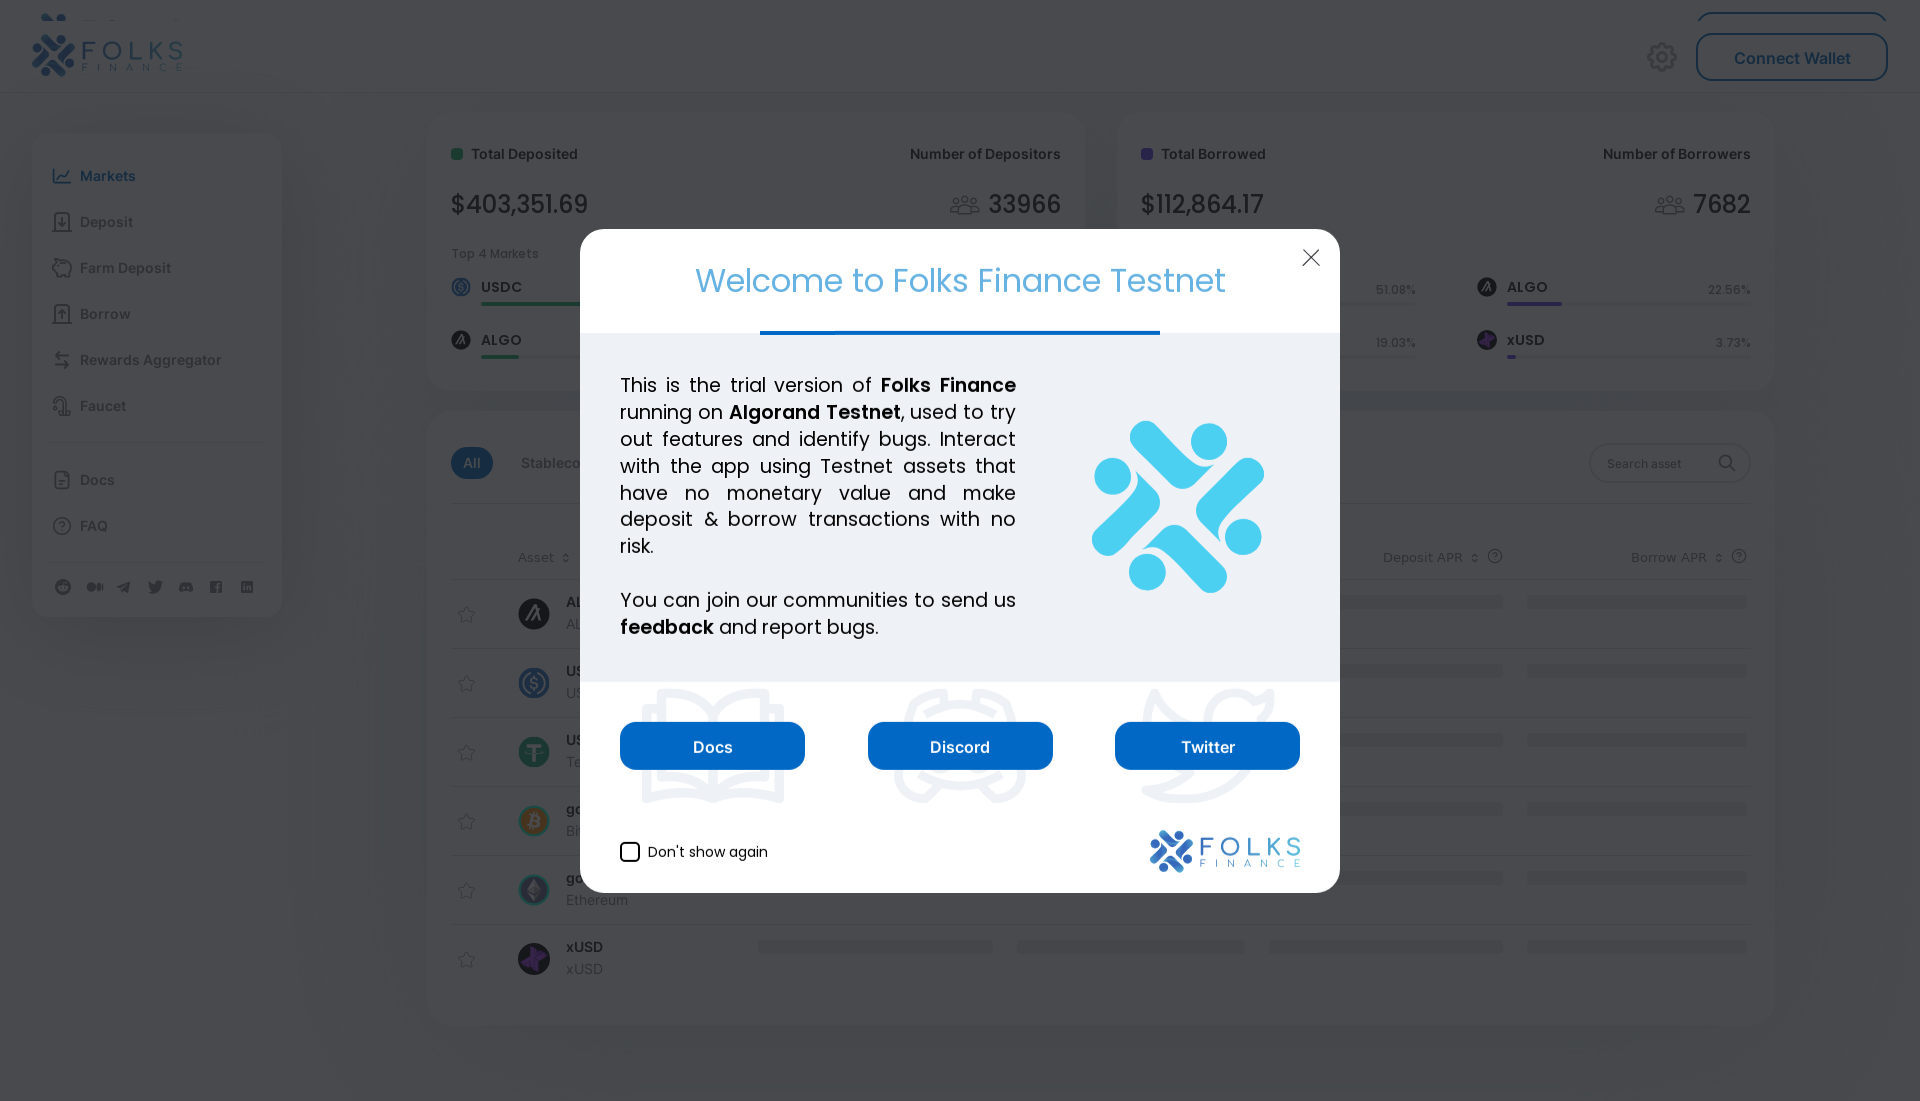 FOLKS
FINANCE
Connect Wallet
Markets
Deposit
Farm Deposit
Borrow
Rewards Aggregator
Faucet
Docs
FAQ
Total Deposited
Number of Depositors
$403,351.69
33966
Top 4 Markets
USDC
ALGO
Total Borrowed
Number of Borrowers
$112,864.17
7682
51.08%
ALGO
22.56%
19.03%
xUSD
3.73%
All
Search asset
Asset
Deposit APR
Borrow APR
Ethereum
xUSD
xUSD
Welcome to Folks Finance Testnet
This is the trial version of Folks Finance
running on Algorand Testnet, used to try
out features and identify bugs. Interact
with the app using Testnet assets that
have no monetary value and make
deposit & borrow transactions with no
risk.
You can join our communities to send us
feedback and report bugs.
Docs
Discord
Twitter
Don't show again
FOLKS
FINANCE